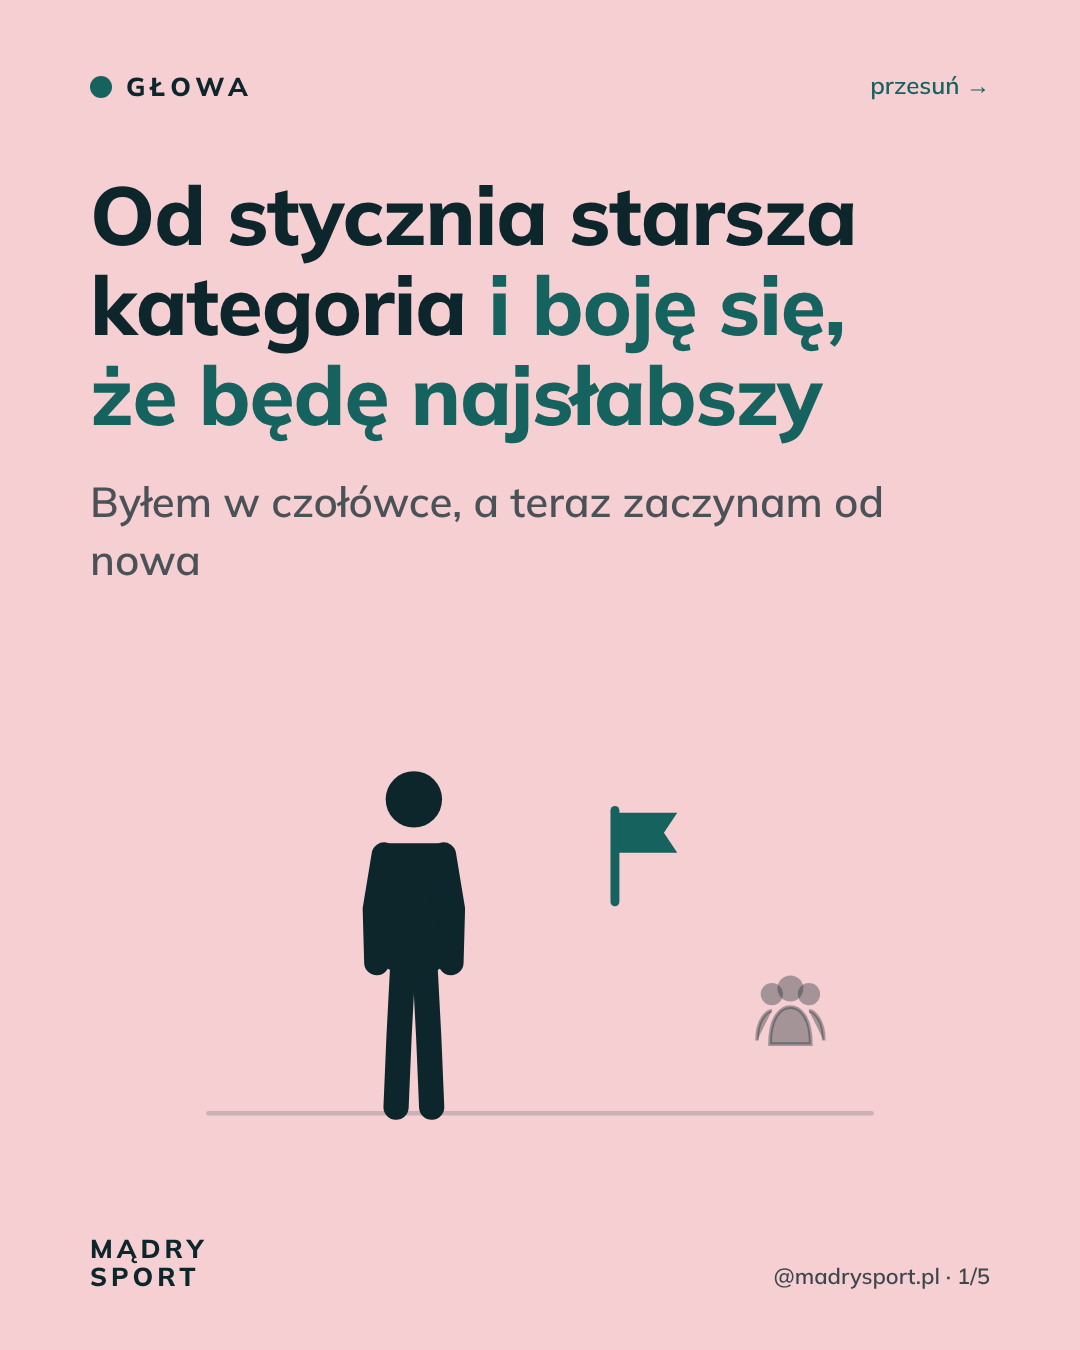 GŁOWA
przesuń →
Od stycznia starsza
kategoria i boję się,
że będę najsłabszy
Byłem w czołówce, a teraz zaczynam od
nowa
MĄDRY
SPORT
@madrysport.pl · 1/5